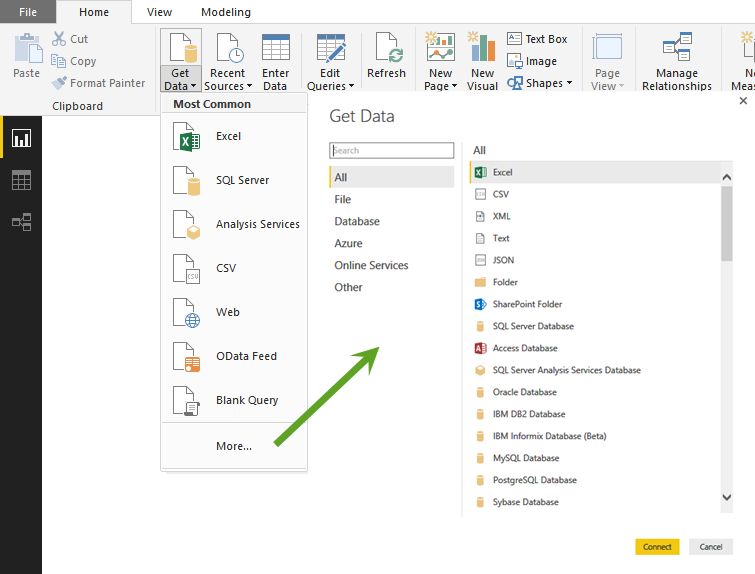 File
Home
View
Modeling
Paste
Cut
Copy
Format Painter
Clipboard
Get
Data
Recent
Sources
Enter
Data
Edit
Queries
Refresh
New
Page
New
Visual
Text Box
Image
Shapes
Page
View
Manage
Relationships
New
Meas
Most Common
Excel
SQL Server
Analysis Services
CSV
CSV
Web
OData Feed
Blank Query
More...
Get Data
Search
All
File
Database
Azure
Online Services
Other
All
Excel
CSV
XML
Text
JSON
Folder
SharePoint Folder
SQL Server Database
Access Database
SQL Server Analysis Services Database
Oracle Database
IBM DB2 Database
IBM Informix Database (Beta)
MySQL Database
PostgreSQL Database
Sybase Database
Connect
Cancel